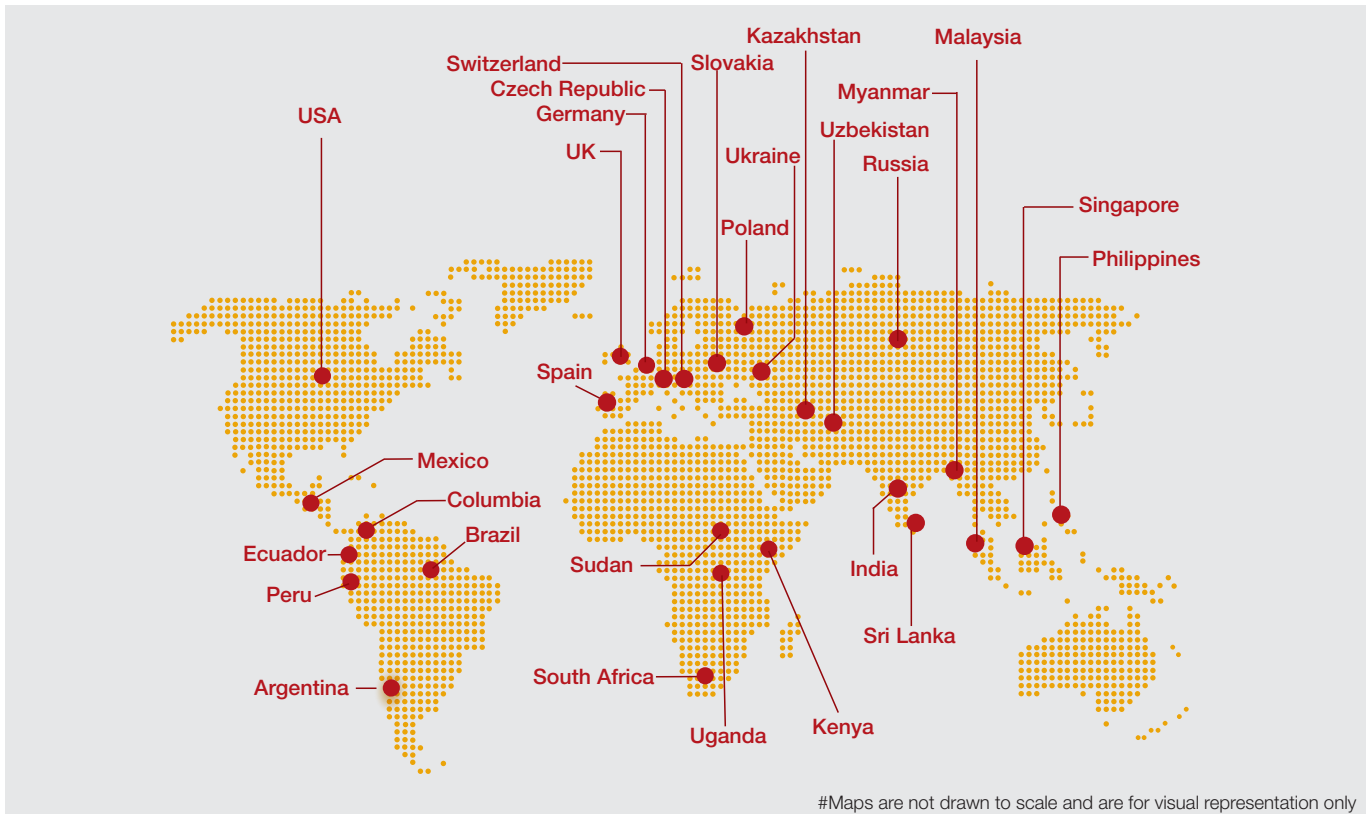 Kazakhstan
Malaysia
Switzerland
Slovakia
Czech Republic
Myanmar
USA
Germany
Uzbekistan
UK
Ukraine
Russia
Singapore
Poland
Philippines
Spain
Mexico
Columbia
Brazil
Ecuador
Sudan
India
Peru
Sri Lanka
South Africa
Argentina
Kenya
Uganda
#Maps are not drawn to scale and are for visual representation only